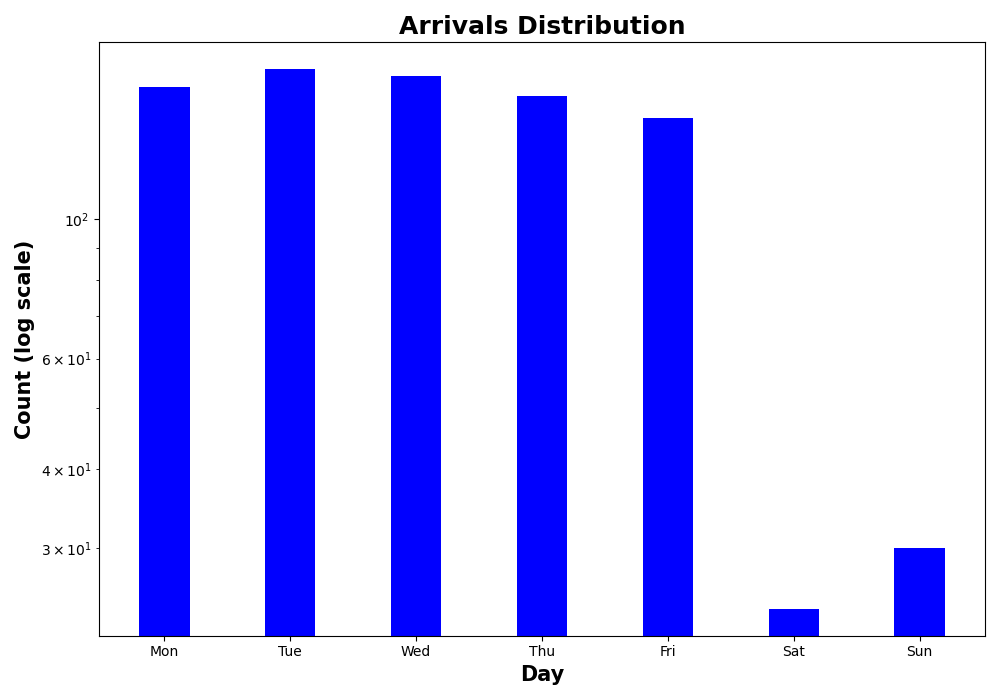 Arrivals Distribution
Count (log scale)
10²
6 × 10¹
4 × 10¹
3 × 10¹
Mon Tue Wed Thu Fri Sat Sun
Day